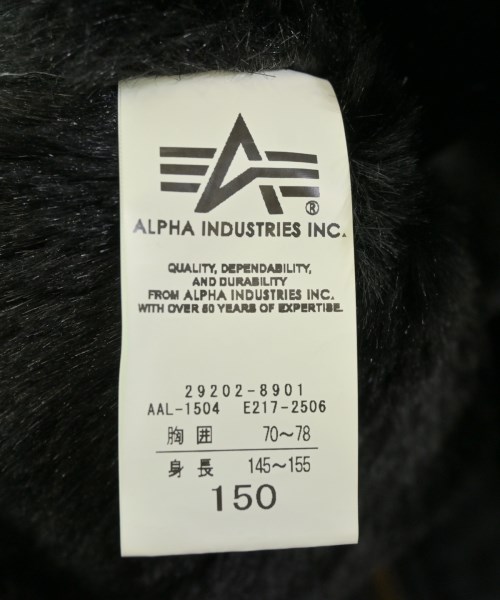 ®
ALPHA INDUSTRIES INC.
QUALITY, DEPENDABILITY,
AND DURABILITY
FROM ALPHA INDUSTRIES INC.
WITH OVER 50 YEARS OF EXPERTISE.
29202-8901
AAL-1504 E217-2506
胸囲 70～78
身長 145～155
150